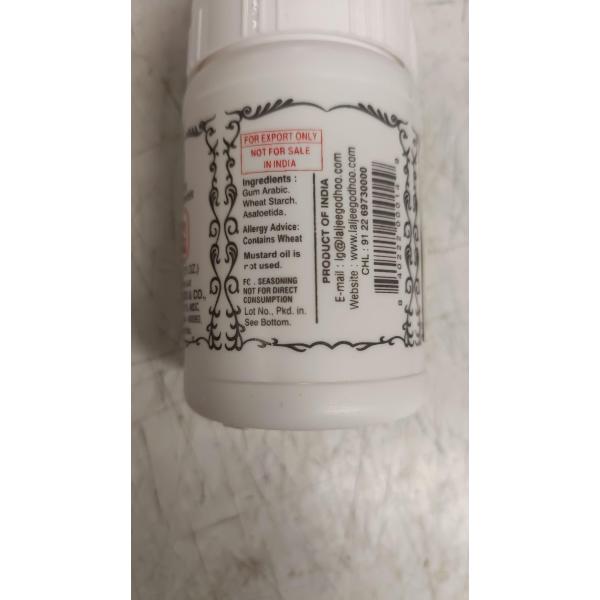 FOR EXPORT ONLY
NOT FOR SALE
IN INDIA
Ingredients :
Gum Arabic.
Wheat Starch.
Asafoetida.
Allergy Advice:
Contains Wheat
Mustard oil is
not used.
FC . SEASONING
NOT FOR DIRECT
CONSUMPTION
Lot No., Pkd. in.
See Bottom.
PRODUCT OF INDIA
E-mail : lg@laljeegodhoo.com
Website : www.laljeegodhoo.com
CHL : 91 22 69730000
OZ.)
& CO.,